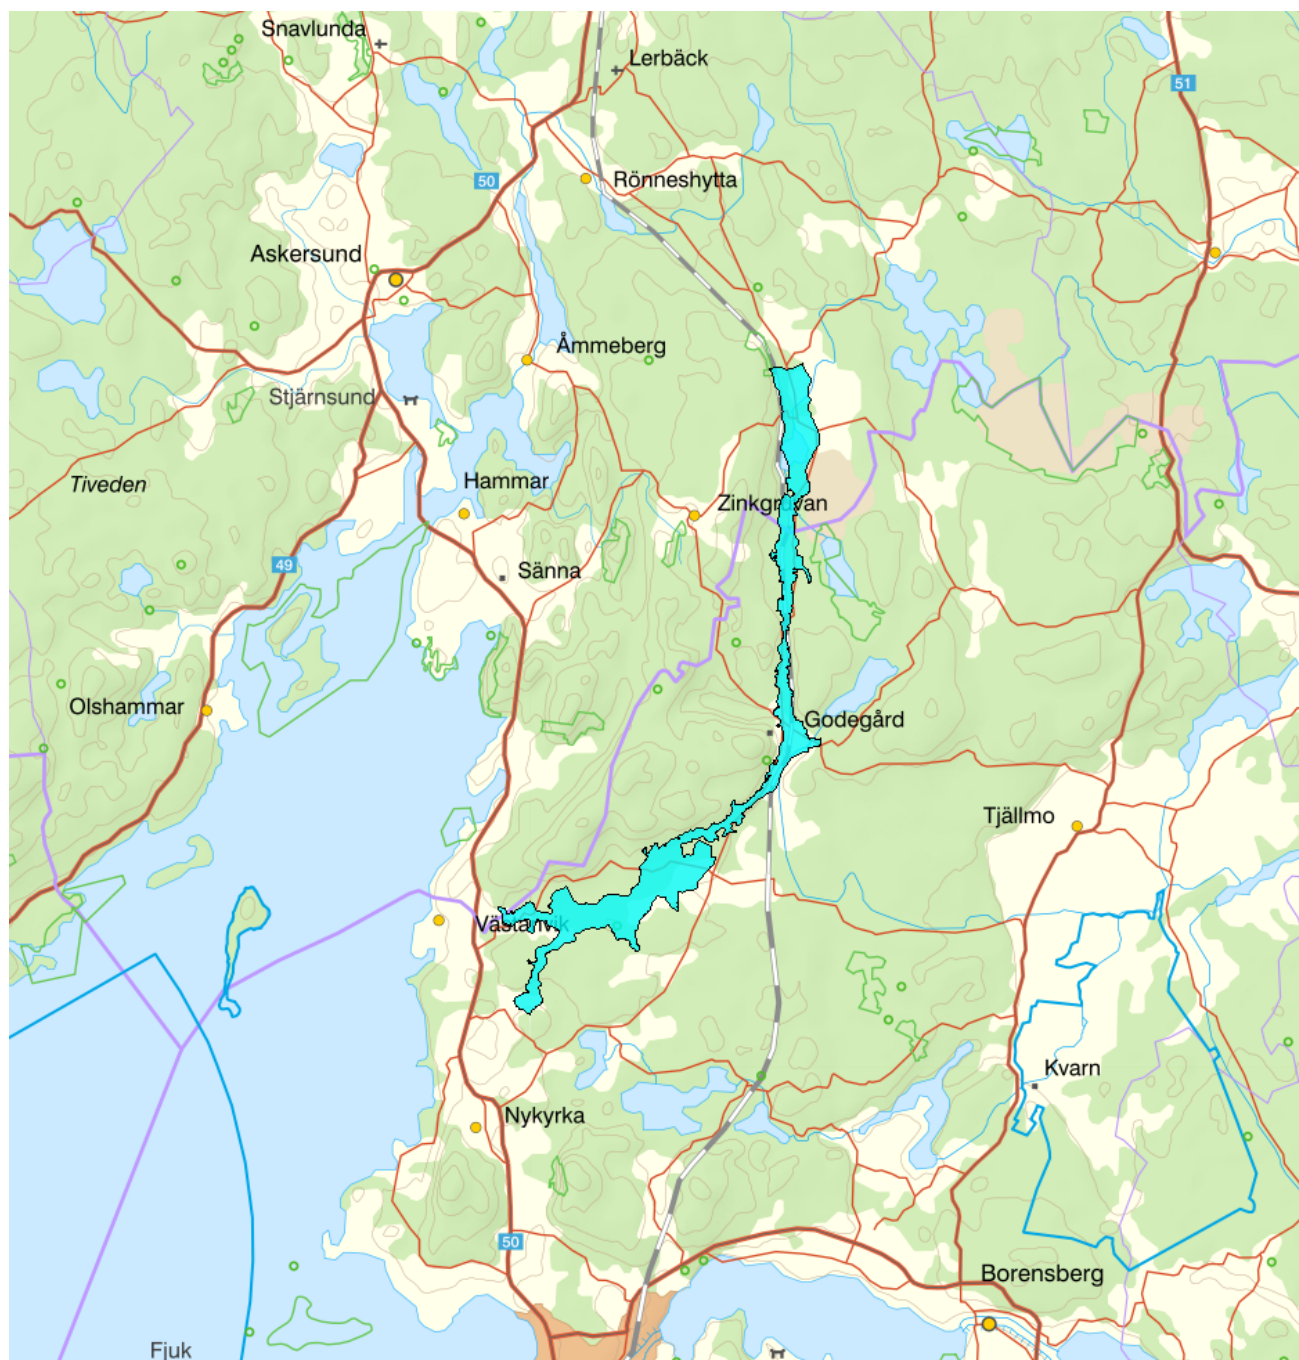 Snavlunda
Lerbäck
51
50
Rönneshytta
Askersund
Åmmeberg
Stjärnsund
Hammar
Tiveden
Zinkgruvan
49
Sänna
Olshammar
Godegård
Tjällmo
Västanvik
Kvarn
Nykyrka
50
Borensberg
Fjuk